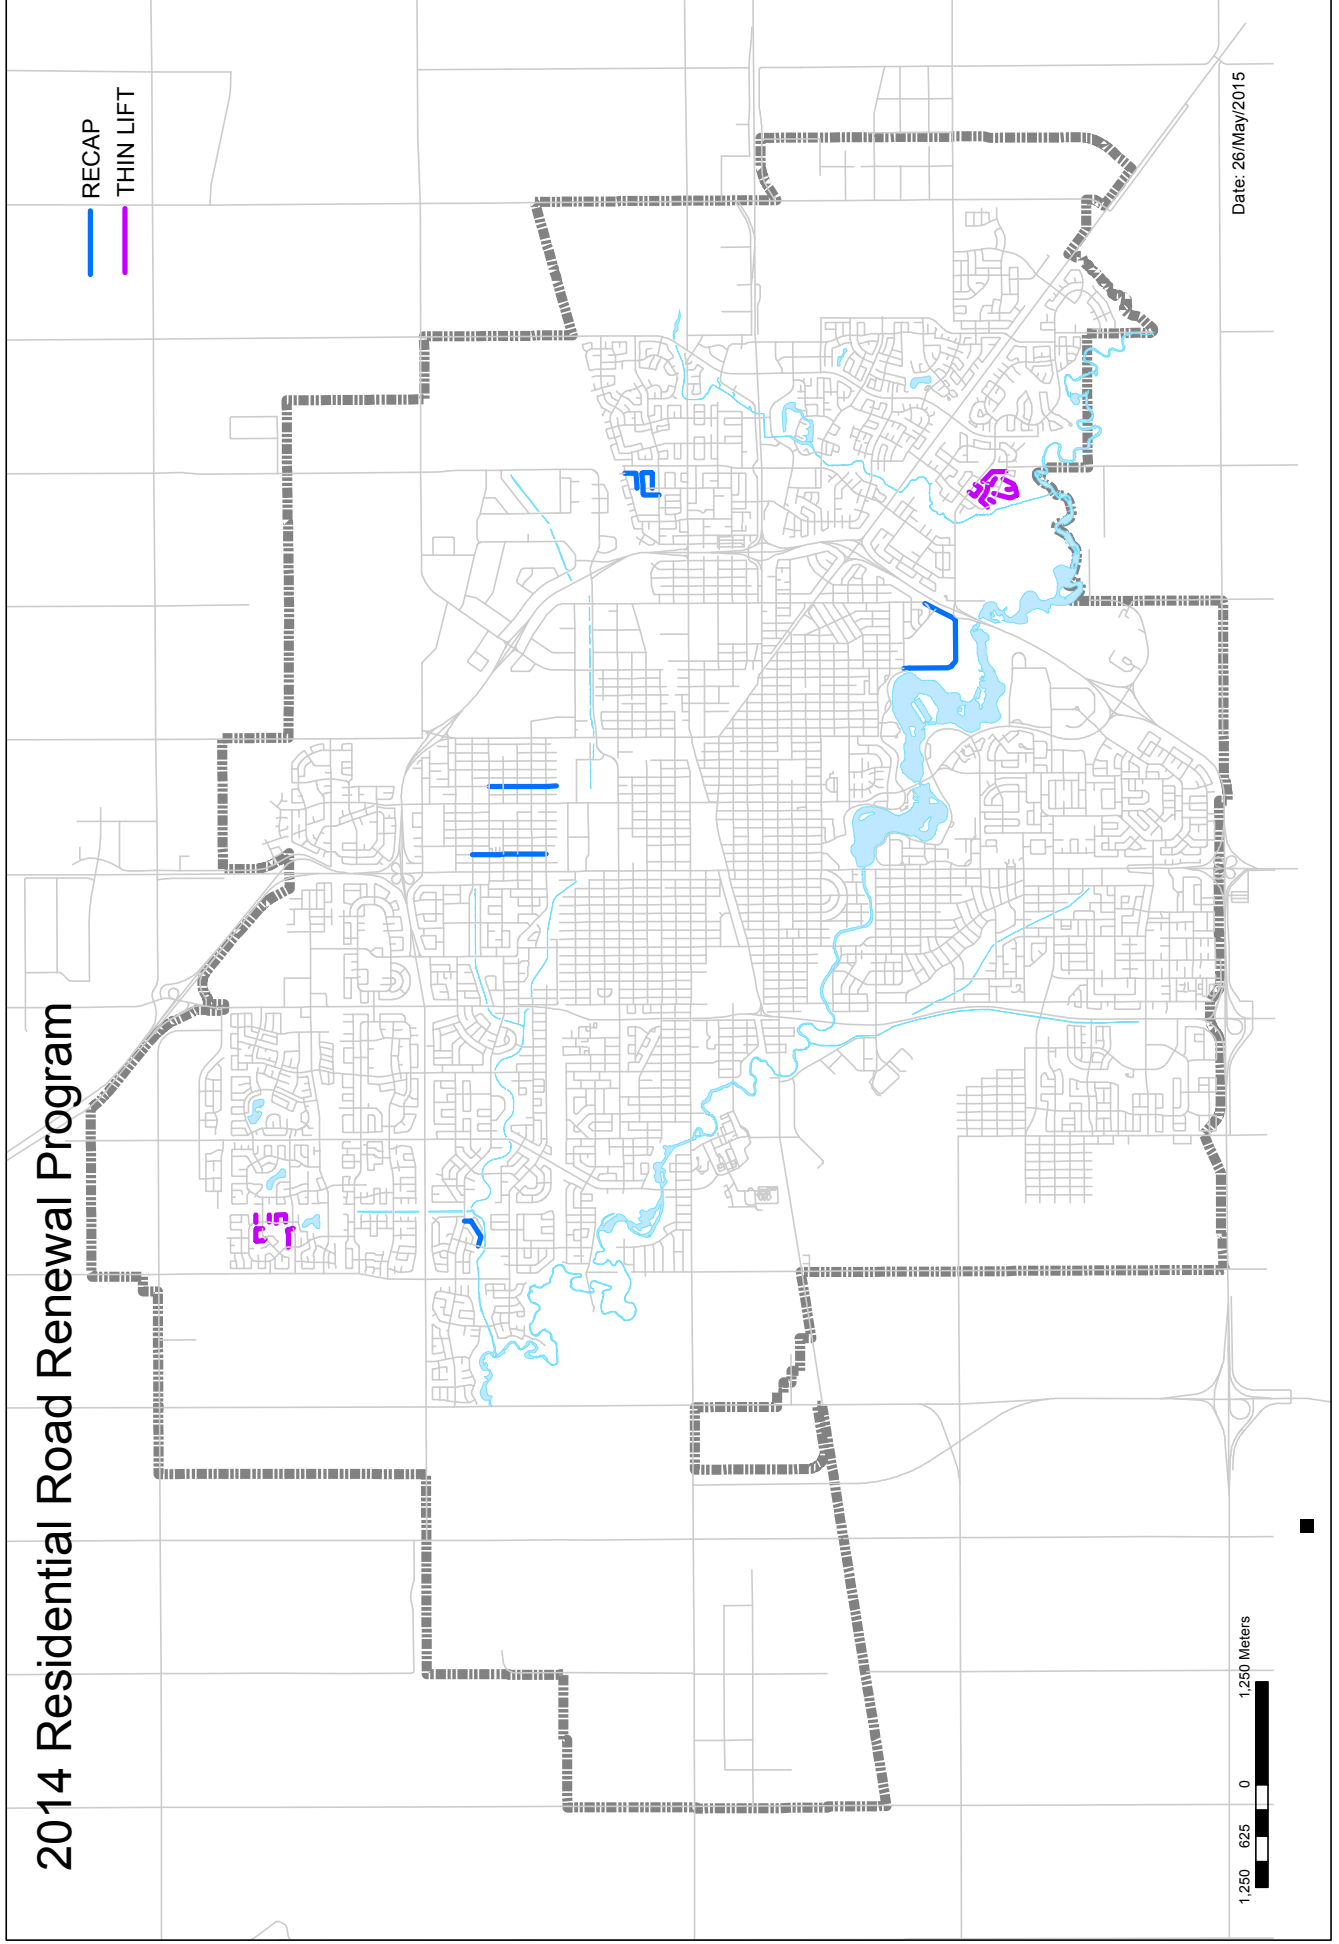 2014 Residential Road Renewal Program
RECAP
THIN LIFT
1,250 625 0 1,250 Meters
Date: 26/May/2015